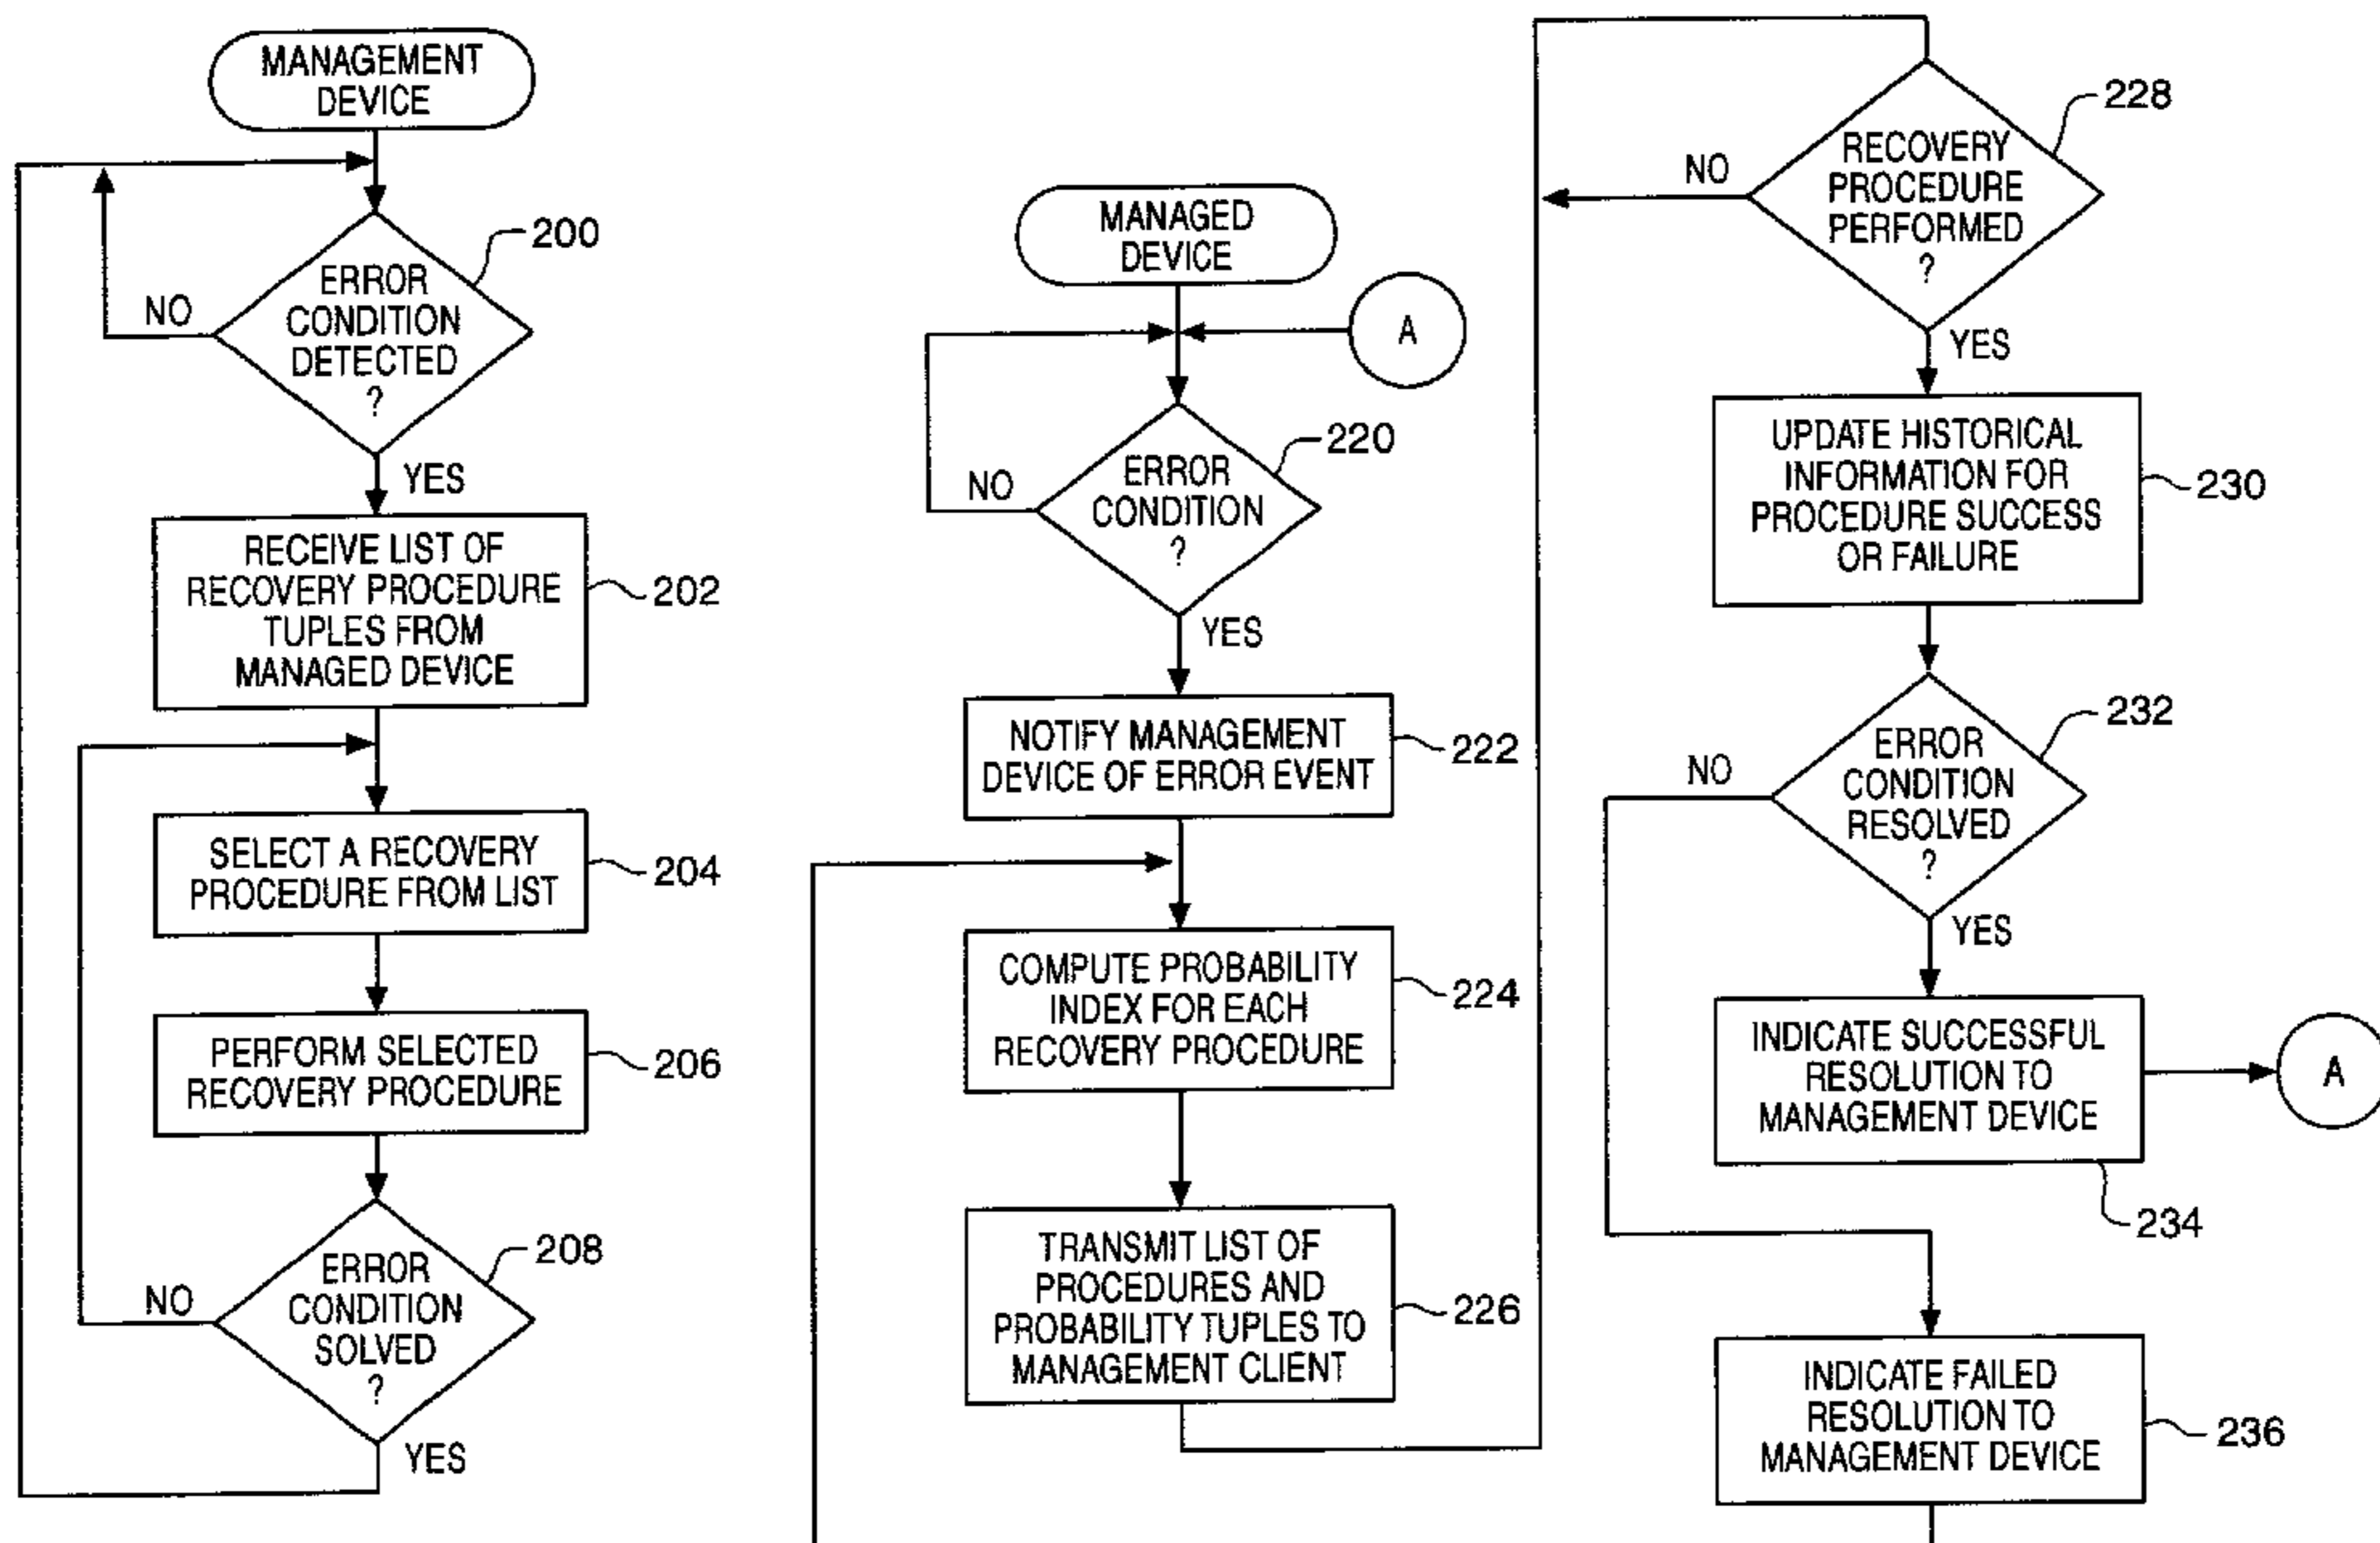 MANAGEMENT
DEVICE
200
ERROR
CONDITION
DETECTED
?
NO
YES
RECEIVE LIST OF
RECOVERY PROCEDURE
TUPLES FROM
MANAGED DEVICE
202
SELECT A RECOVERY
PROCEDURE FROM LIST
204
PERFORM SELECTED
RECOVERY PROCEDURE
206
208
ERROR
CONDITION
SOLVED
?
NO
YES
MANAGED
DEVICE
A
220
ERROR
CONDITION
?
NO
YES
NOTIFY MANAGEMENT
DEVICE OF ERROR EVENT
222
COMPUTE PROBABILITY
INDEX FOR EACH
RECOVERY PROCEDURE
224
TRANSMIT LIST OF
PROCEDURES AND
PROBABILITY TUPLES TO
MANAGEMENT CLIENT
226
228
RECOVERY
PROCEDURE
PERFORMED
?
NO
YES
UPDATE HISTORICAL
INFORMATION FOR
PROCEDURE SUCCESS
OR FAILURE
230
232
ERROR
CONDITION
RESOLVED
?
NO
YES
INDICATE SUCCESSFUL
RESOLUTION TO
MANAGEMENT DEVICE
A
234
INDICATE FAILED
RESOLUTION TO
MANAGEMENT DEVICE
236